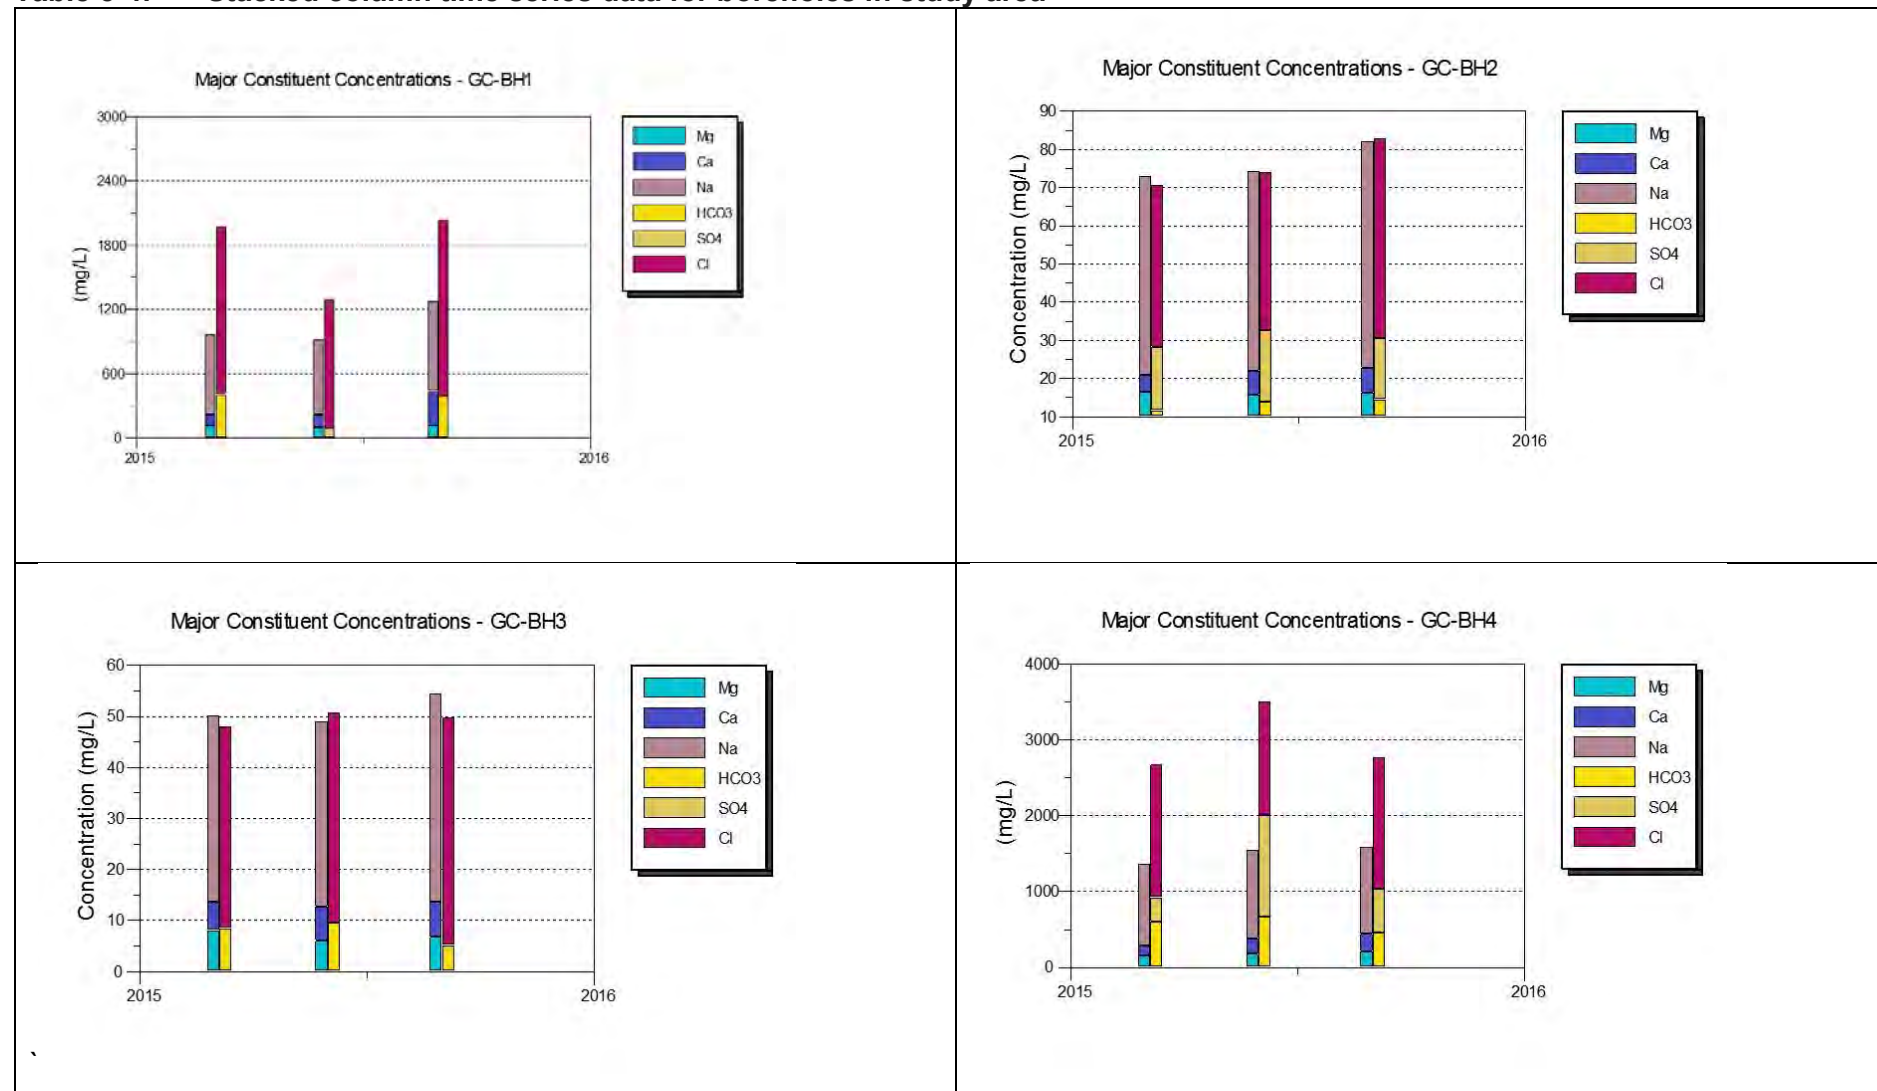 Major Constituent Concentrations - GC-BH1
3000
2400
1800
1200
600
0
(mg/L)
2015
2016
Mg
Ca
Na
HCO3
SO4
Cl
Major Constituent Concentrations - GC-BH2
90
80
70
60
50
40
30
20
10
Concentration (mg/L)
2015
2016
Mg
Ca
Na
HCO3
SO4
Cl
Major Constituent Concentrations - GC-BH3
60
50
40
30
20
10
0
Concentration (mg/L)
2015
2016
Mg
Ca
Na
HCO3
SO4
Cl
`
Major Constituent Concentrations - GC-BH4
4000
3000
2000
1000
0
(mg/L)
2015
2016
Mg
Ca
Na
HCO3
SO4
Cl